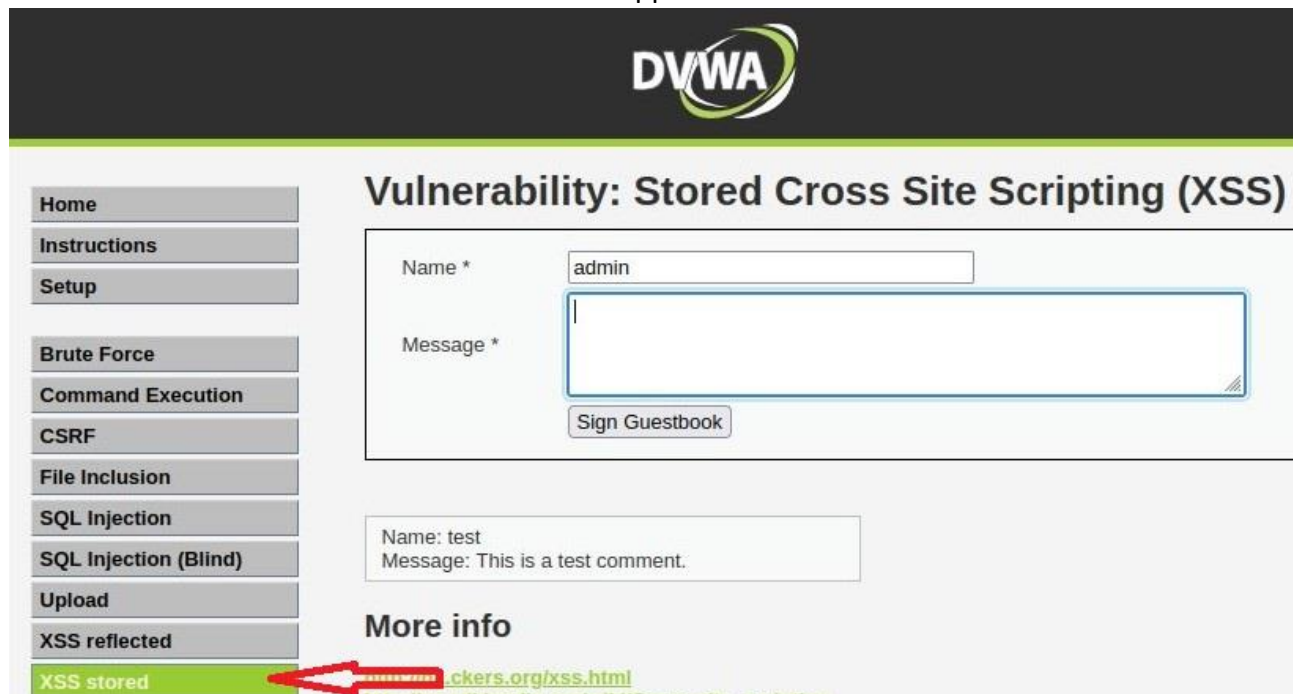 DVWA
Vulnerability: Stored Cross Site Scripting (XSS)
Home
Instructions
Setup
Brute Force
Command Execution
CSRF
File Inclusion
SQL Injection
SQL Injection (Blind)
Upload
XSS reflected
XSS stored
Name *
admin
Message *
Sign Guestbook
Name: test
Message: This is a test comment.
More info
ckers.org/xss.html